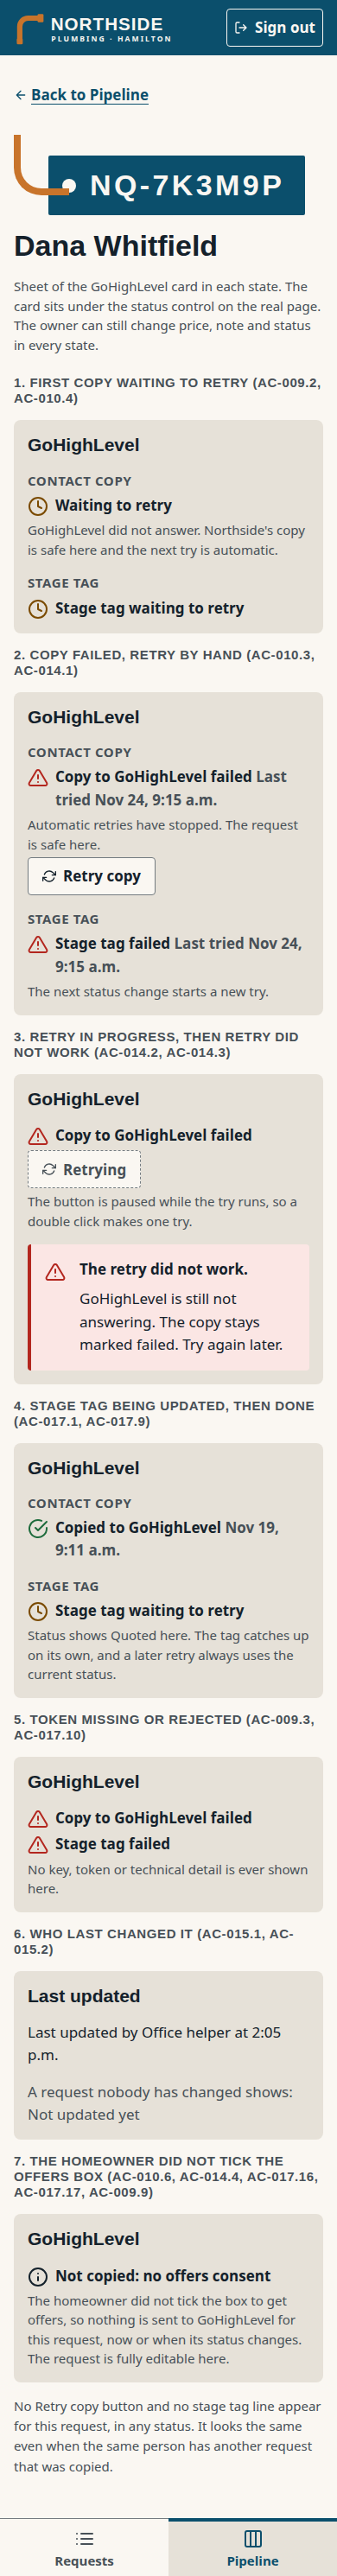 NORTHSIDE
PLUMBING · HAMILTON
Sign out
Back to Pipeline
NQ-7K3M9P
Dana Whitfield
Sheet of the GoHighLevel card in each state. The
card sits under the status control on the real page.
The owner can still change price, note and status
in every state.
1. FIRST COPY WAITING TO RETRY (AC-009.2,
AC-010.4)
GoHighLevel
CONTACT COPY
Waiting to retry
GoHighLevel did not answer. Northside's copy
is safe here and the next try is automatic.
STAGE TAG
Stage tag waiting to retry
2. COPY FAILED, RETRY BY HAND (AC-010.3,
AC-014.1)
GoHighLevel
CONTACT COPY
Copy to GoHighLevel failed Last
tried Nov 24, 9:15 a.m.
Automatic retries have stopped. The request
is safe here.
Retry copy
STAGE TAG
Stage tag failed Last tried Nov 24,
9:15 a.m.
The next status change starts a new try.
3. RETRY IN PROGRESS, THEN RETRY DID
NOT WORK (AC-014.2, AC-014.3)
GoHighLevel
Copy to GoHighLevel failed
Retrying
The button is paused while the try runs, so a
double click makes one try.
The retry did not work.
GoHighLevel is still not
answering. The copy stays
marked failed. Try again later.
4. STAGE TAG BEING UPDATED, THEN DONE
(AC-017.1, AC-017.9)
GoHighLevel
CONTACT COPY
Copied to GoHighLevel Nov 19,
9:11 a.m.
STAGE TAG
Stage tag waiting to retry
Status shows Quoted here. The tag catches up
on its own, and a later retry always uses the
current status.
5. TOKEN MISSING OR REJECTED (AC-009.3,
AC-017.10)
GoHighLevel
Copy to GoHighLevel failed
Stage tag failed
No key, token or technical detail is ever shown
here.
6. WHO LAST CHANGED IT (AC-015.1, AC-
015.2)
Last updated
Last updated by Office helper at 2:05
p.m.
A request nobody has changed shows:
Not updated yet
7. THE HOMEOWNER DID NOT TICK THE
OFFERS BOX (AC-010.6, AC-014.4, AC-017.16,
AC-017.17, AC-009.9)
GoHighLevel
Not copied: no offers consent
The homeowner did not tick the box to get
offers, so nothing is sent to GoHighLevel for
this request, now or when its status changes.
The request is fully editable here.
No Retry copy button and no stage tag line appear
for this request, in any status. It looks the same
even when the same person has another request
that was copied.
Requests
Pipeline